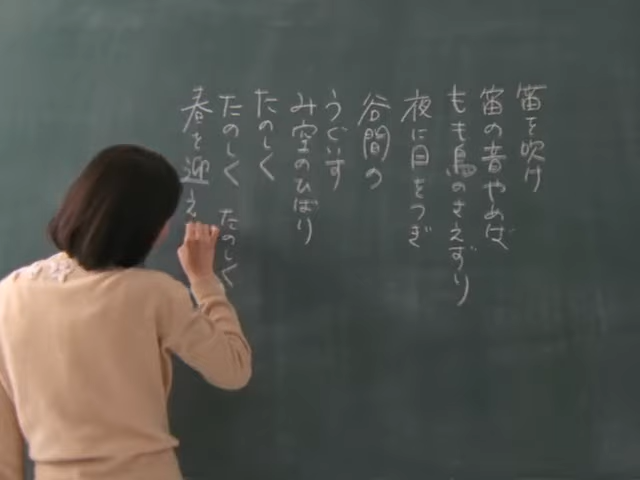 笛を吹け
笛の音やめば
もも鳥のさえずり
夜に日をつぎ
谷間の
うぐいす
み空のひばり
たのしく
たのしく たのしく
春を迎え